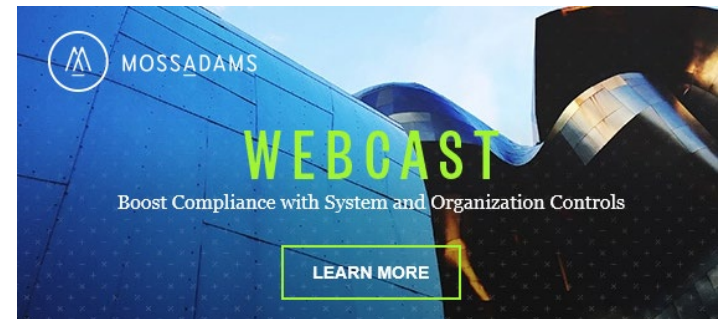 MOSSADAMS
WEBCAST
Boost Compliance with System and Organization Controls
LEARN MORE